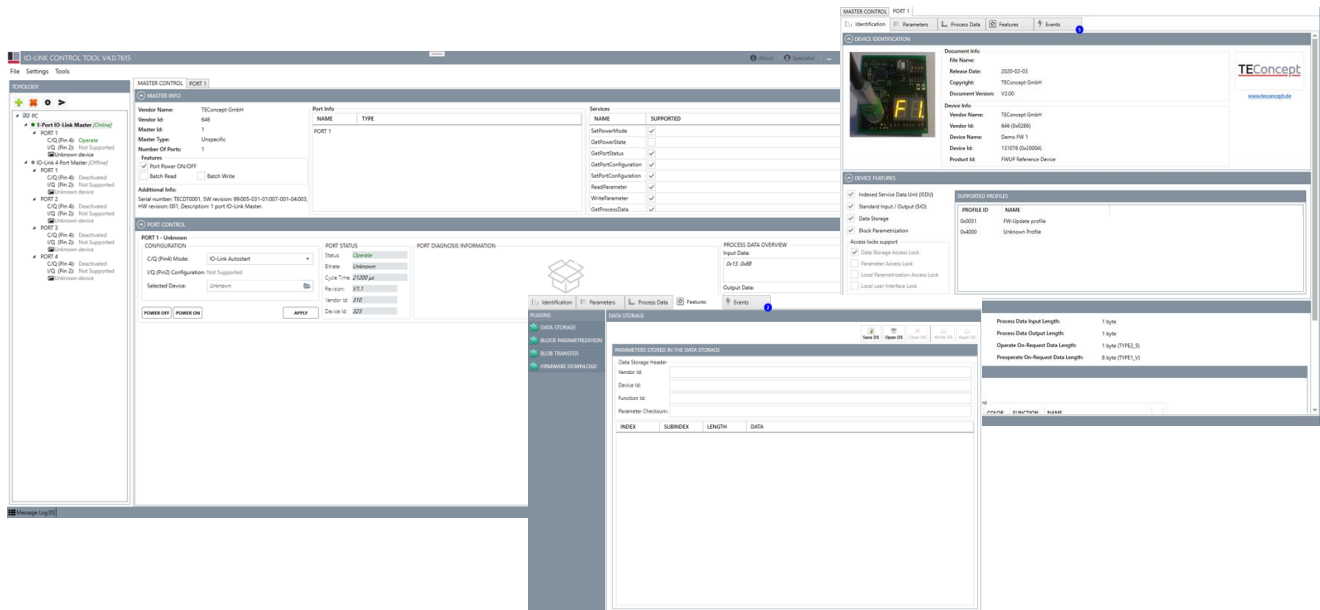 IO-LINK CONTROL TOOL V4.0.7615
About
Specialist
File Settings Tools
TOPOLOGY
PC
1-Port IO-Link Master [Online]
PORT 1
C/Q (Pin 4): Operate
I/Q (Pin 2): Not Supported
Unknown device
IO-Link 4 Port Master [Offline]
PORT 1
C/Q (Pin 4): Deactivated
I/Q (Pin 2): Not Supported
Unknown device
PORT 2
C/Q (Pin 4): Deactivated
I/Q (Pin 2): Not Supported
Unknown device
PORT 3
C/Q (Pin 4): Deactivated
I/Q (Pin 2): Not Supported
Unknown device
PORT 4
C/Q (Pin 4): Deactivated
I/Q (Pin 2): Not Supported
Unknown device
Message Log [0]
MASTER CONTROL PORT 1
MASTER INFO
Vendor Name: TEConcept GmbH
Vendor Id: 646
Master Id: 1
Master Type: Unspecific
Number Of Ports: 1
Features
Port Power ON/OFF
Batch Read Batch Write
Additional Info:
Serial number: TECDT0001, SW revision: 99:005-031-01:007-001-04:003,
HW revision: 001, Description: 1 port IO-Link Master.
Port Info
NAME TYPE
PORT 1
Services
NAME SUPPORTED
SetPowerMode
GetPowerState
GetPortStatus
GetPortConfiguration
SetPortConfiguration
ReadParameter
WriteParameter
GetProcessData
PORT CONTROL
PORT 1 - Unknown
CONFIGURATION
C/Q (Pin4) Mode: IO-Link Autostart
I/Q (Pin2) Configuration: Not Supported
Selected Device: Unknown
POWER OFF POWER ON APPLY
PORT STATUS
Status: Operate
Bitrate: Unknown
Cycle Time: 21200 µs
Revision: V1.1
Vendor Id: 310
Device Id: 323
PORT DIAGNOSIS INFORMATION
PROCESS DATA OVERVIEW
Input Data:
0x13, 0xB8
Output Data:
Identification Parameters Process Data Features Events
PLUGINS
DATA STORAGE
BLOCK PARAMETRIZATION
BLOB TRANSFER
FIRMWARE DOWNLOAD
DATA STORAGE
Save DS Open DS Clear DS Write DS Read DS
PARAMETERS STORED IN THE DATA STORAGE
Data Storage Header
Vendor Id:
Device Id:
Function Id:
Parameter Checksum:
INDEX SUBINDEX LENGTH DATA
MASTER CONTROL PORT 1
Identification Parameters Process Data Features Events
5
DEVICE IDENTIFICATION
F1.
Document Info
File Name:
Release Date: 2020-02-03
Copyright: TEConcept GmbH
Document Version: V2.00
Device Info
Vendor Name: TEConcept GmbH
Vendor Id: 646 (0x0286)
Device Name: Demo FW 1
Device Id: 131076 (0x20004)
Product Id: FWUF Reference Device
TEConcept
www.teconcept.de
DEVICE FEATURES
Indexed Service Data Unit (ISDU)
Standard Input / Output (SIO)
Data Storage
Block Parametrization
Access locks support
Data Storage Access Lock
Parameter Access Lock
Local Parametrization Access Lock
Local user Interface Lock
SUPPORTED PROFILES
PROFILE ID NAME
0x0031 FW-Update profile
0x4000 Unknown Profile
Process Data Input Length: 1 byte
Process Data Output Length: 1 byte
Operate On-Request Data Length: 1 byte (TYPE2_S)
Preoperate On-Request Data Length: 8 byte (TYPE1_V)
COLOR FUNCTION NAME